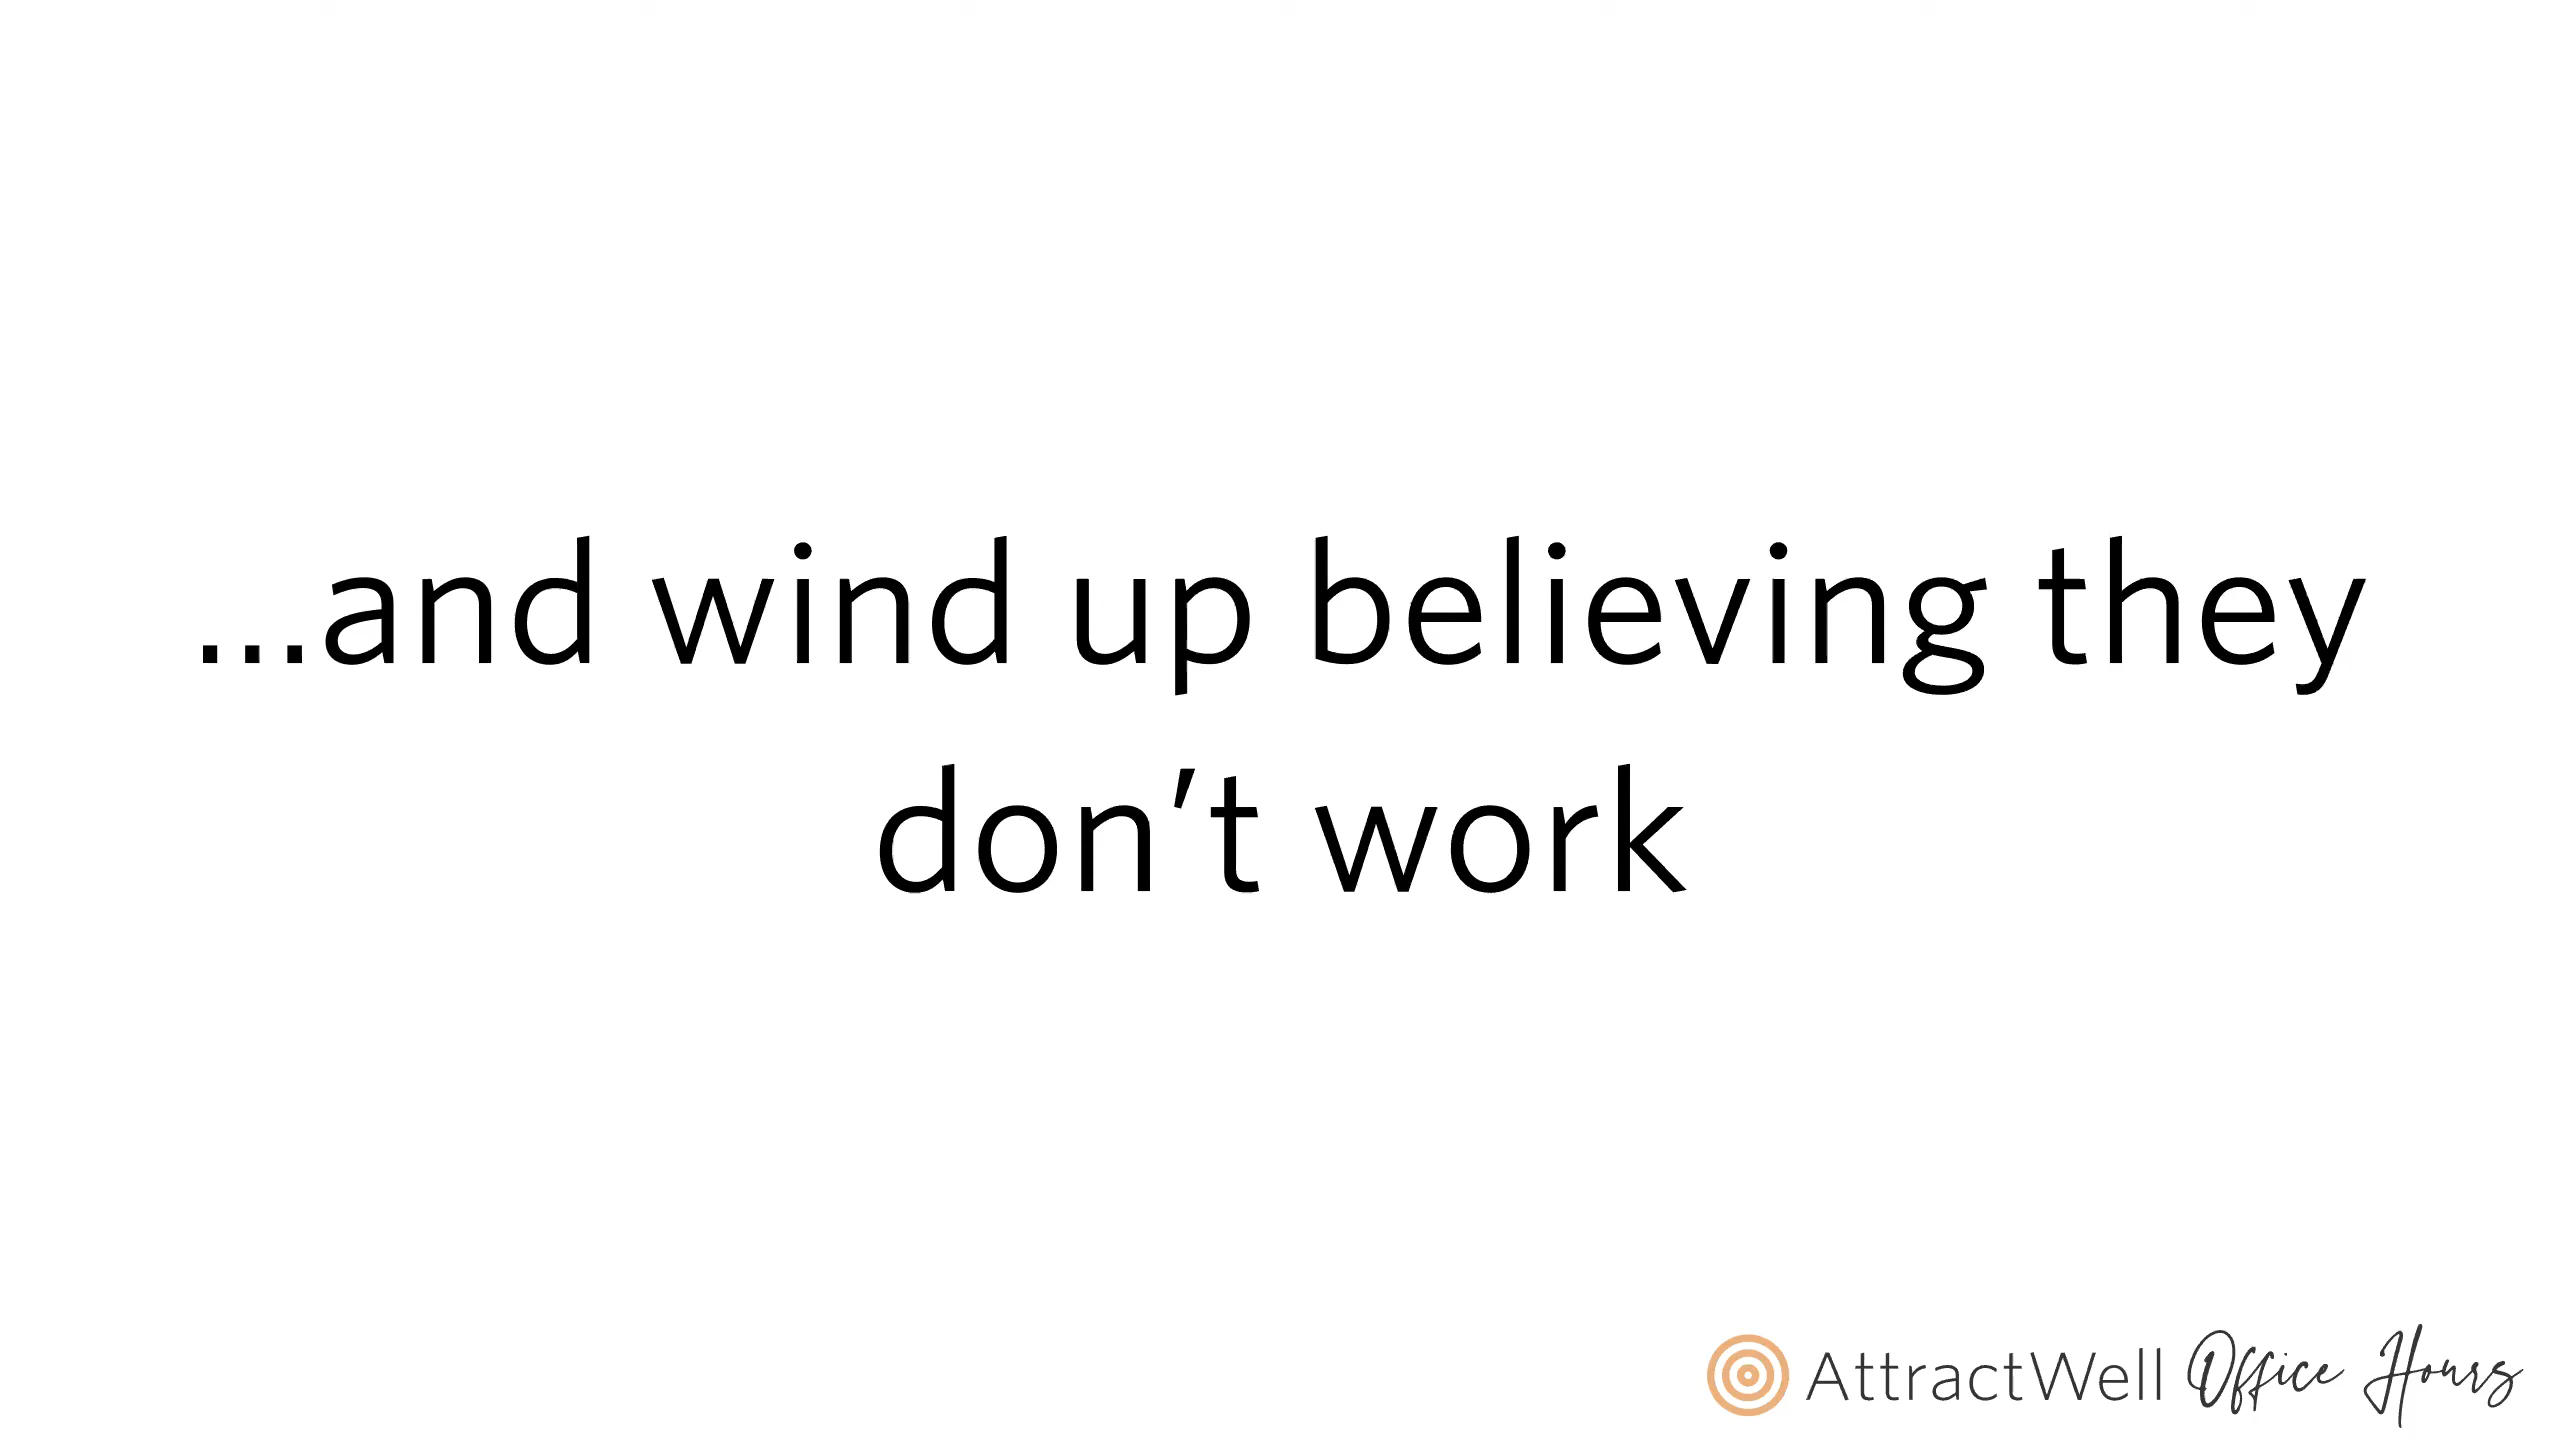 ...and wind up believing they
don't work
AttractWell Office Hours